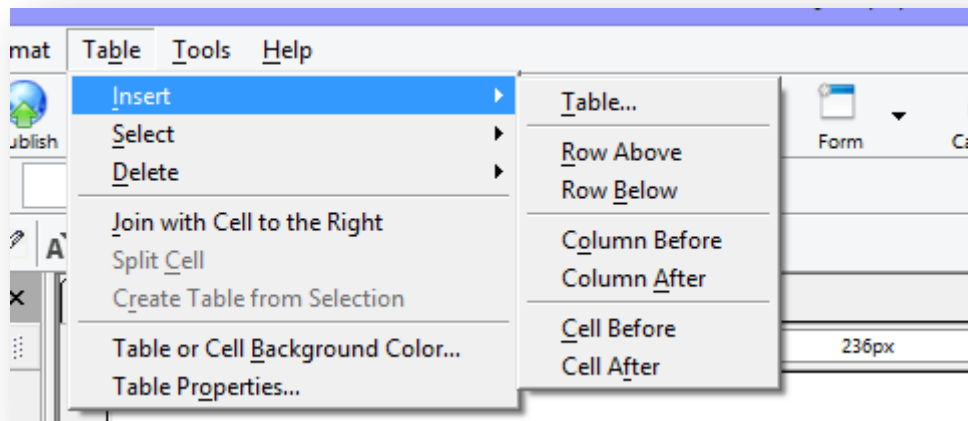 mat Table Tools Help
Insert
Select
Delete
Join with Cell to the Right
Split Cell
Create Table from Selection
Table or Cell Background Color...
Table Properties...
Table...
Row Above
Row Below
Column Before
Column After
Cell Before
Cell After
ublish
Form
Ca
A
236px